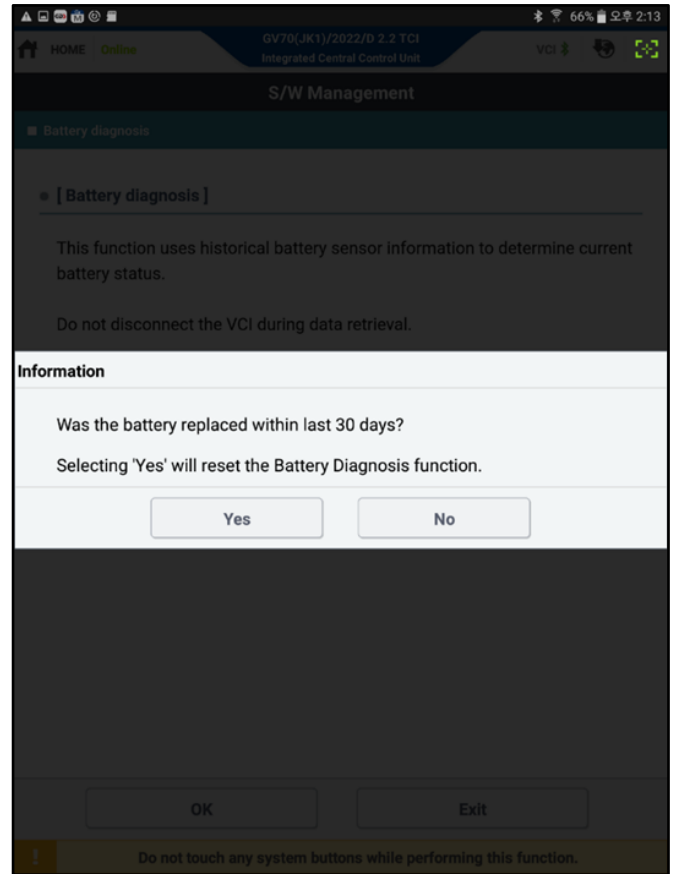 66% 오후 2:13
HOME Online
GV70(JK1)/2022/D 2.2 TCI
Integrated Central Control Unit
VCI
S/W Management
Battery diagnosis
[ Battery diagnosis ]
This function uses historical battery sensor information to determine current
battery status.
Do not disconnect the VCI during data retrieval.
Information
Was the battery replaced within last 30 days?
Selecting 'Yes' will reset the Battery Diagnosis function.
Yes No
OK Exit
! Do not touch any system buttons while performing this function.